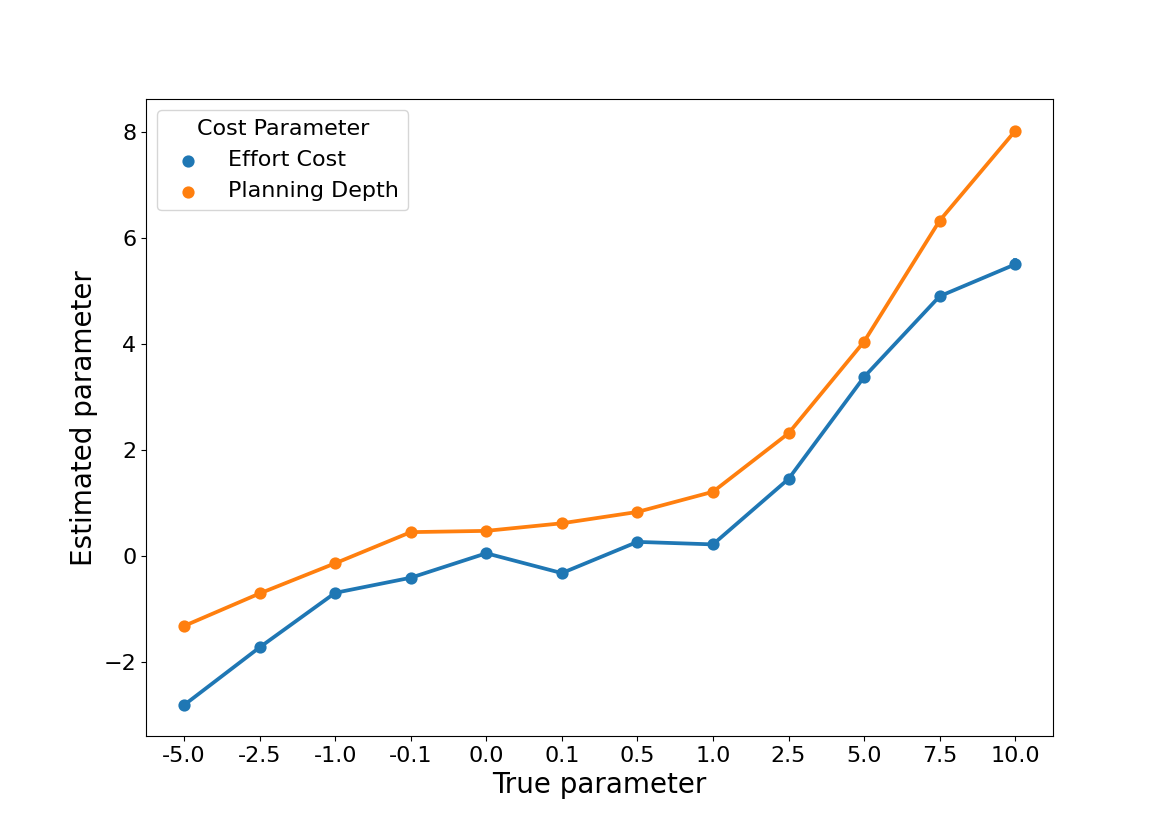 Cost Parameter
Effort Cost
Planning Depth
8
6
4
2
0
−2
Estimated parameter
-5.0 -2.5 -1.0 -0.1 0.0 0.1 0.5 1.0 2.5 5.0 7.5 10.0
True parameter